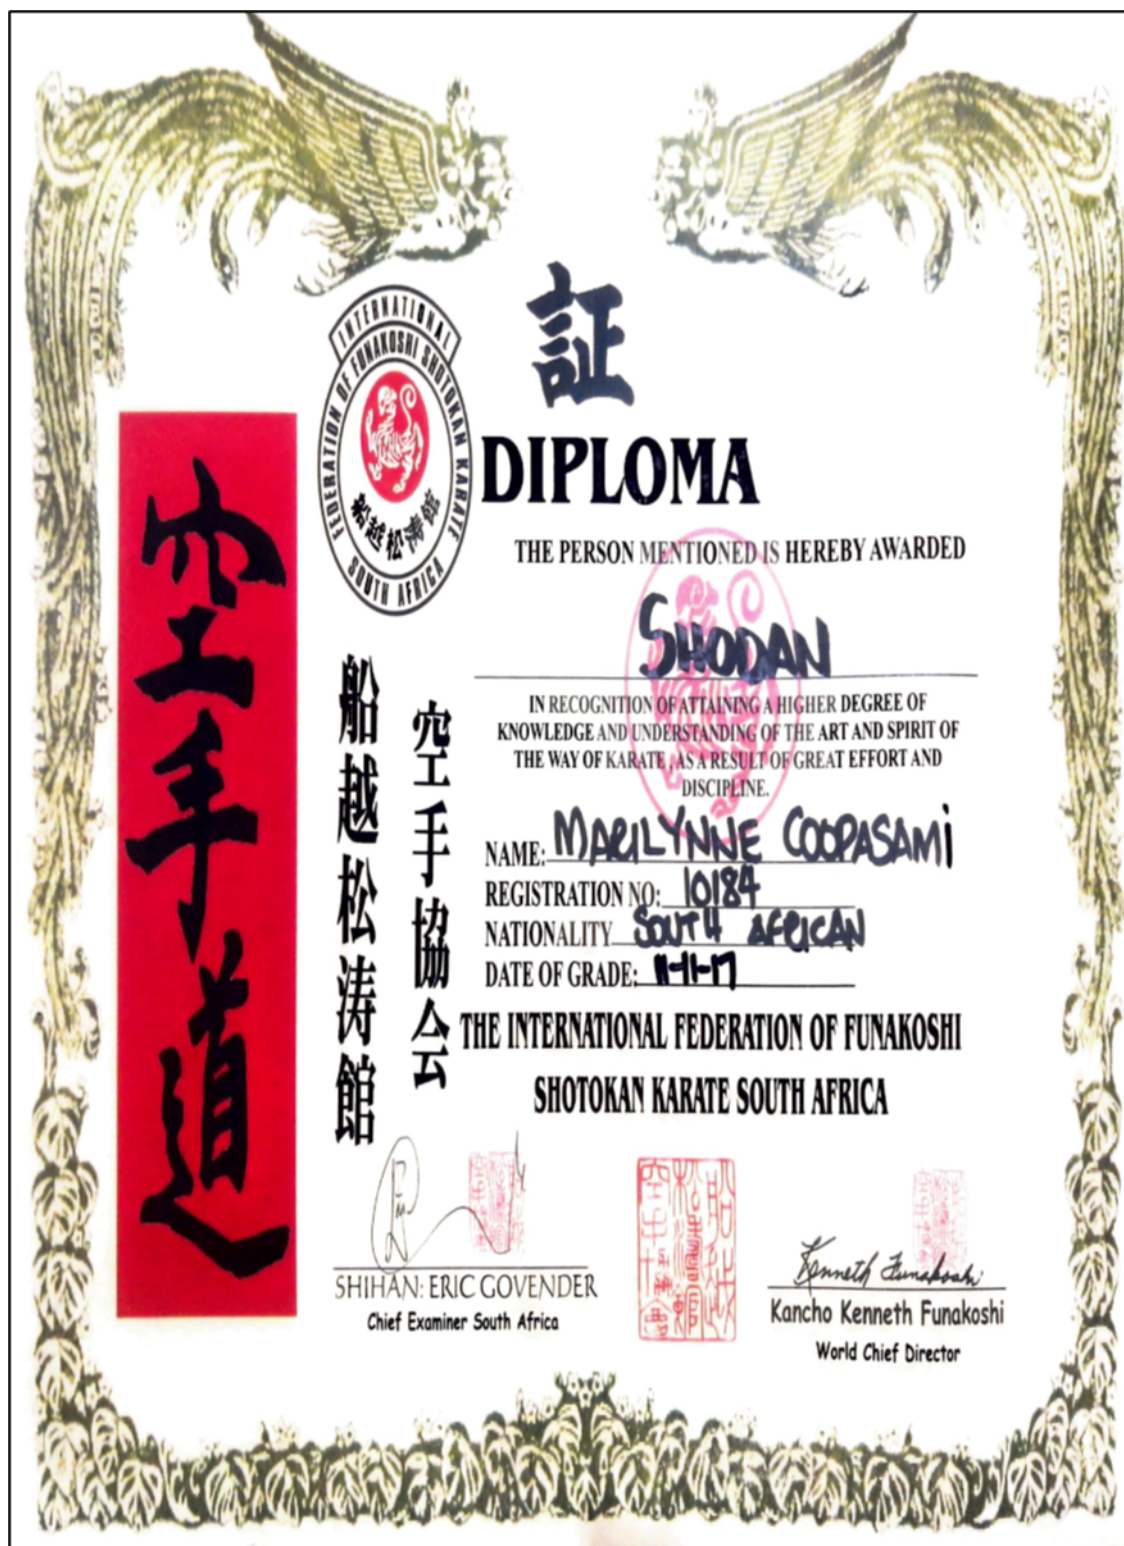 証
INTERNATIONAL
FEDERATION OF FUNAKOSHI SHOTOKAN KARATE
船越松涛館
SOUTH AFRICA
DIPLOMA
THE PERSON MENTIONED IS HEREBY AWARDED
SHODAN
IN RECOGNITION OF ATTAINING A HIGHER DEGREE OF
KNOWLEDGE AND UNDERSTANDING OF THE ART AND SPIRIT OF
THE WAY OF KARATE , AS A RESULT OF GREAT EFFORT AND
DISCIPLINE.
NAME: MARILYNNE COOPASAMi
REGISTRATION NO: 10184
NATIONALITY SOUTH AFRICAN
DATE OF GRADE: 11-11-17
空手道
船越松涛館
空手協会
THE INTERNATIONAL FEDERATION OF FUNAKOSHI
SHOTOKAN KARATE SOUTH AFRICA
SHIHAN: ERIC GOVENDER
Chief Examiner South Africa
Kenneth Funakoshi
Kancho Kenneth Funakoshi
World Chief Director